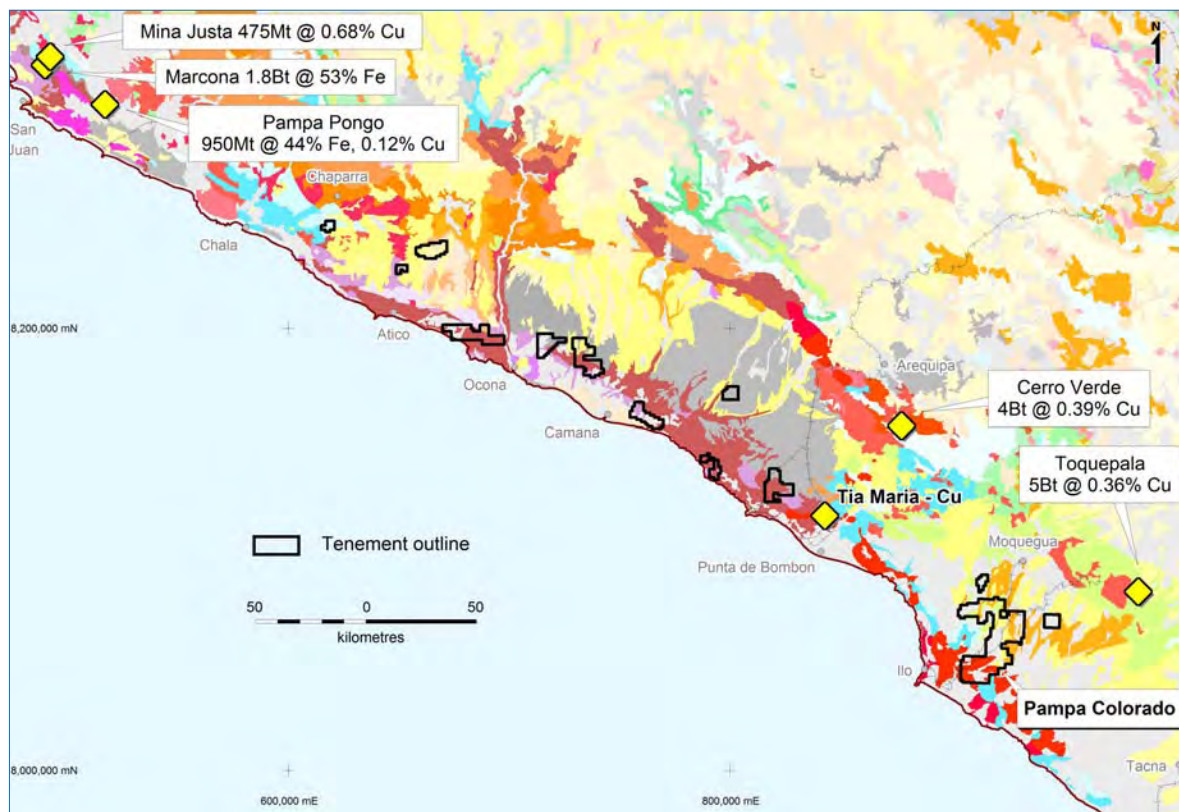 Mina Justa 475Mt @ 0.68% Cu
N
Marcona 1.8Bt @ 53% Fe
Pampa Pongo
950Mt @ 44% Fe, 0.12% Cu
San
Juan
Chaparra
Chala
8,200,000 mN
Atico
Ocona
Arequipa
Cerro Verde
4Bt @ 0.39% Cu
Camana
Toquepala
5Bt @ 0.36% Cu
Tia Maria - Cu
Tenement outline
Moquegua
Punta de Bombon
50 0 50
kilometres
Ilo
Pampa Colorado
8,000,000 mN
Tacna
600,000 mE
800,000 mE